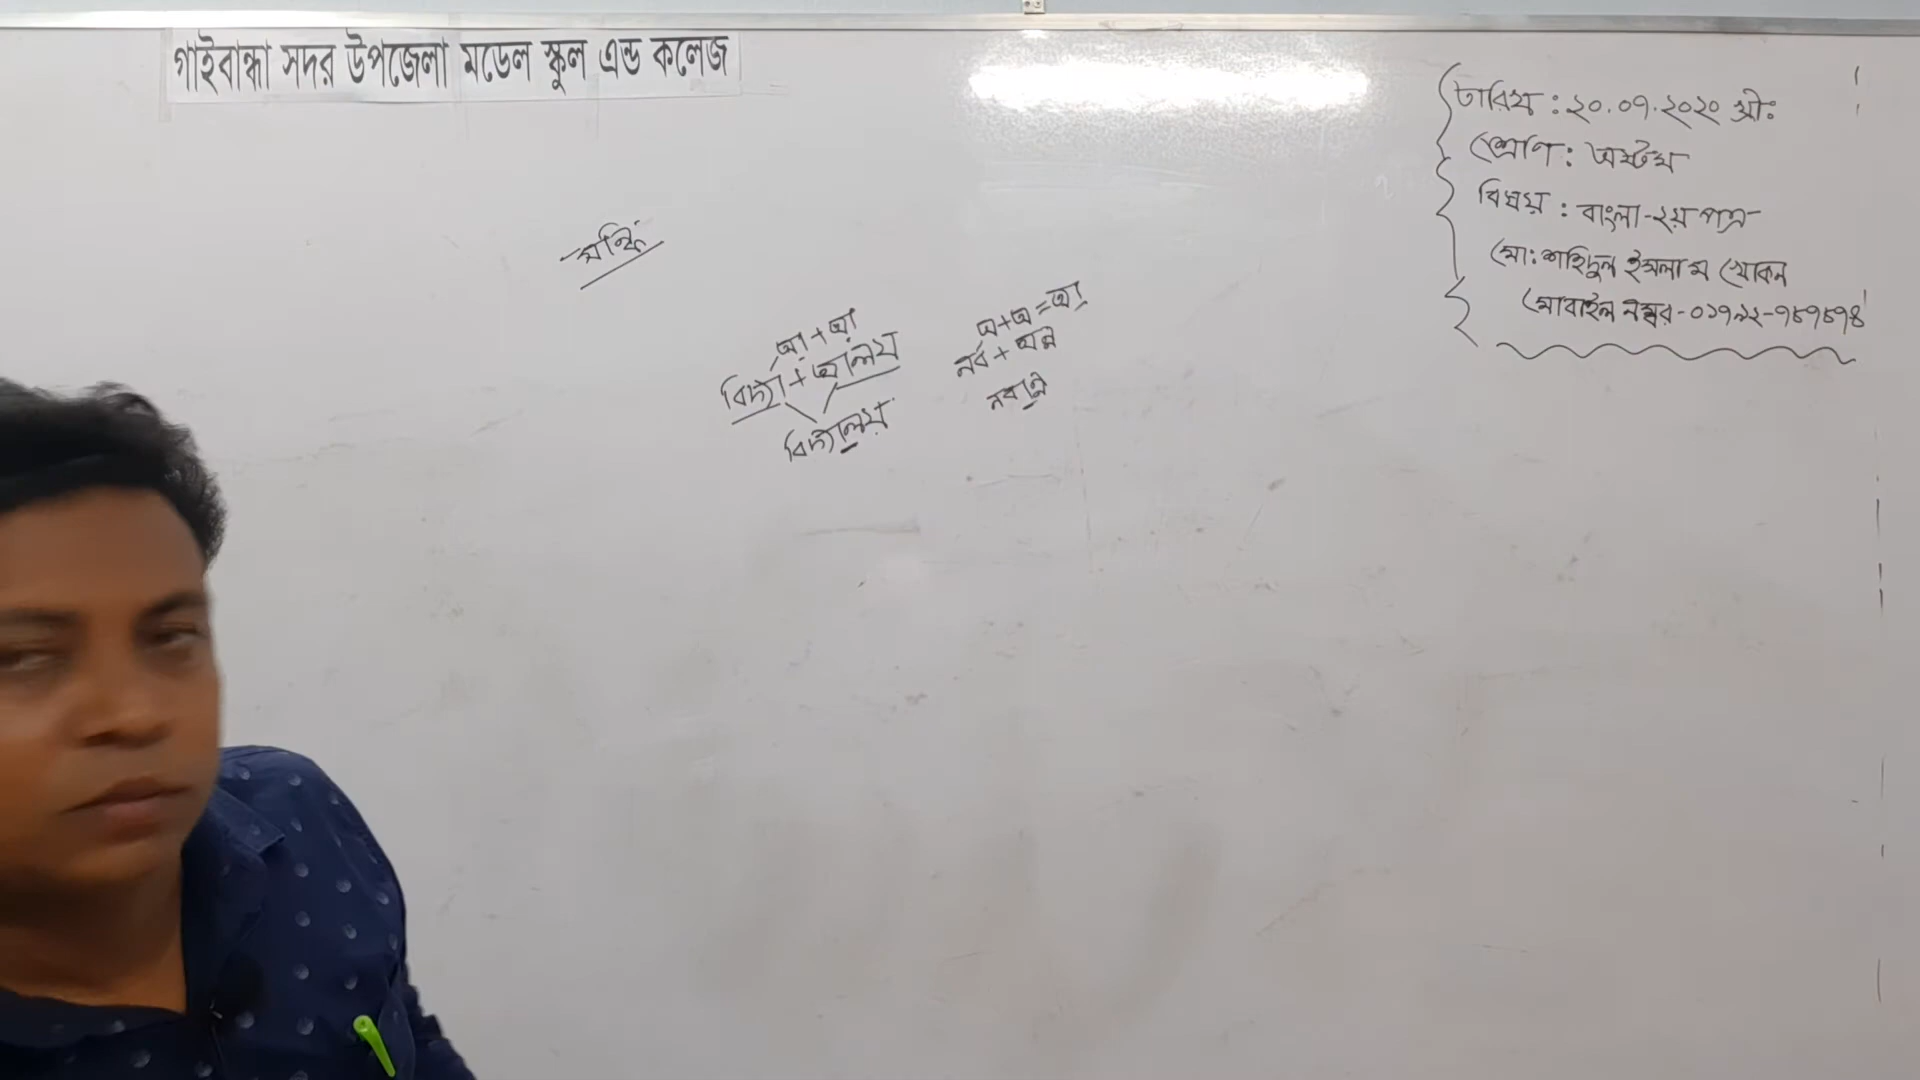 গাইবান্ধা সদর উপজেলা মডেল স্কুল এন্ড কলেজ
তারিখ : ২০.০৭.২০২০ খ্রীঃ
শ্রেণি : অষ্টম
বিষয় : বাংলা-২য় পত্র
মো: শহিদুল ইসলাম খোকন
মোবাইল নম্বর-০১৭৯২-৭৪৭৪৭৪
সন্ধি
আ+আ
বিদ্যা+আলয়
বিদ্যালয়
অ+অ=আ
নব+অন্ন
নবান্ন